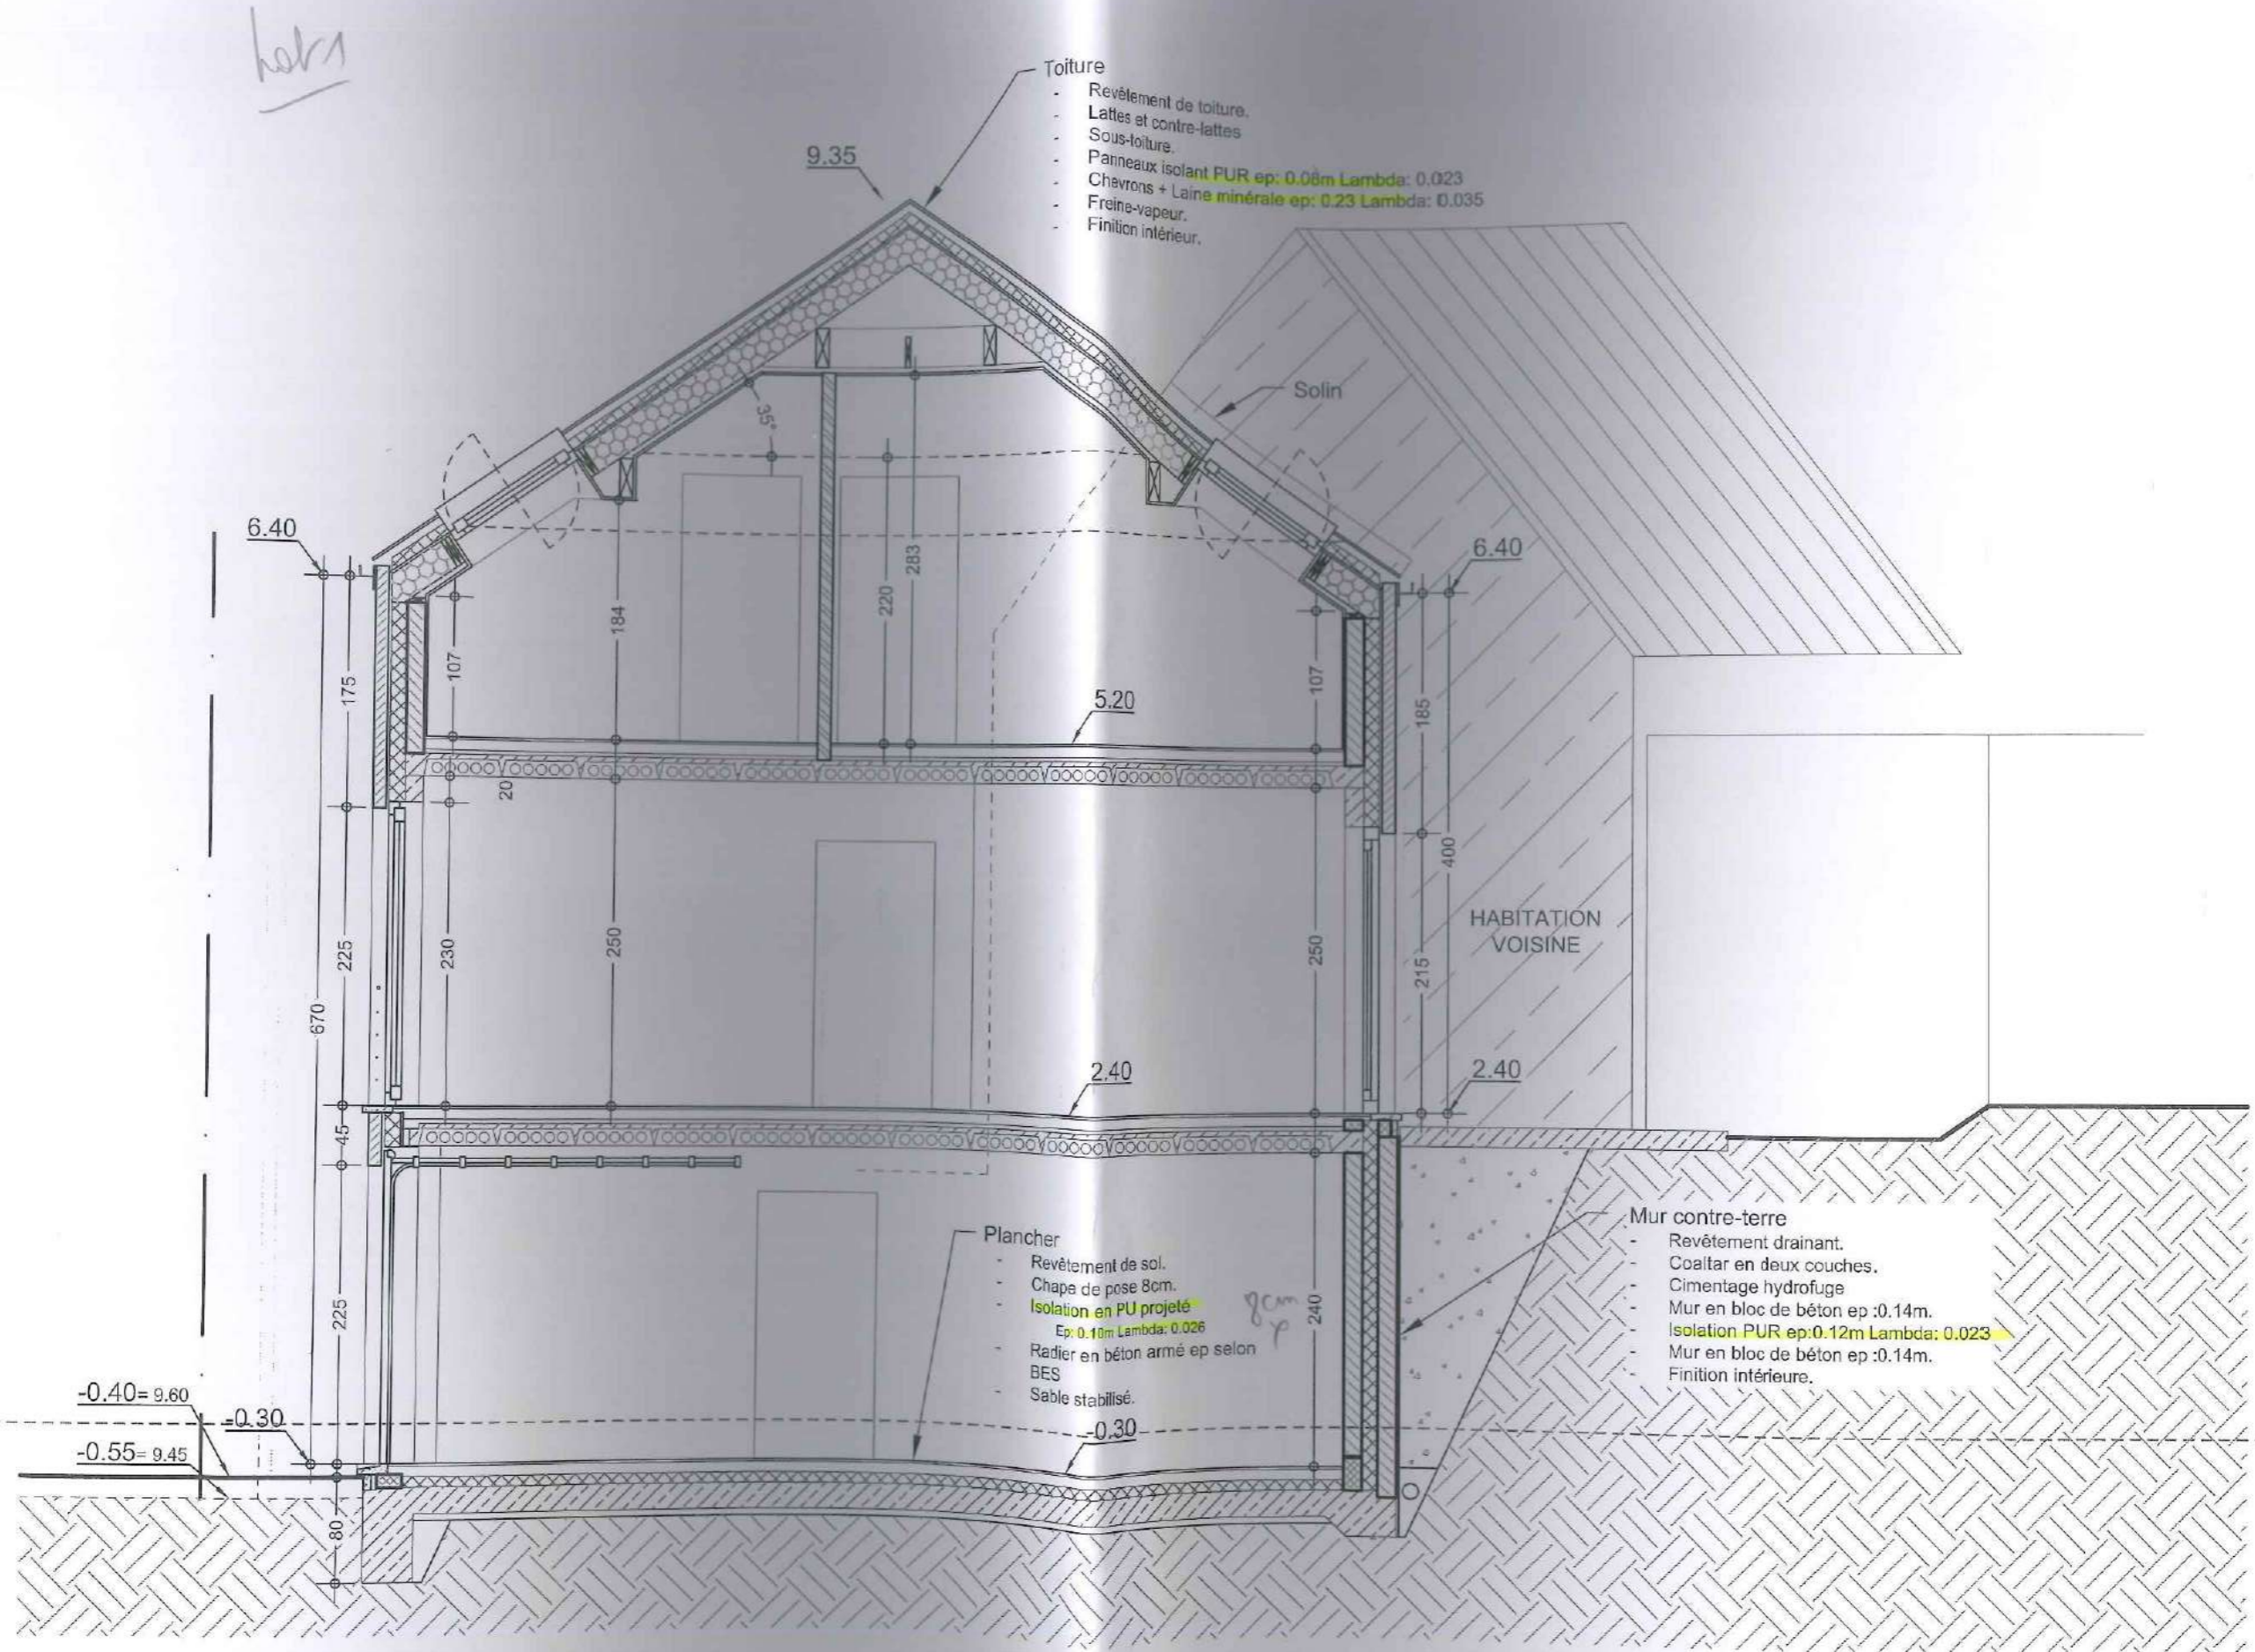 Toiture
- Revêtement de toiture.
- Lattes et contre-lattes
- Sous-toiture.
- Panneaux isolant PUR ep: 0.08m Lambda: 0.023
- Chevrons + Laine minérale ep: 0.23 Lambda: 0.035
- Freine-vapeur.
- Finition intérieur.
9.35
Solin
35°
6.40
6.40
283
220
184
175
107
107
185
5.20
20
400
HABITATION
VOISINE
225
230
250
250
215
670
2.40
2.40
45
Mur contre-terre
- Revêtement drainant.
- Coaltar en deux couches.
- Cimentage hydrofuge
- Mur en bloc de béton ep :0.14m.
- Isolation PUR ep:0.12m Lambda: 0.023
- Mur en bloc de béton ep :0.14m.
- Finition intérieure.
Plancher
- Revêtement de sol.
- Chape de pose 8cm.
- Isolation en PU projeté
Ep: 0.10m Lambda: 0.026
- Radier en béton armé ep selon
BES
- Sable stabilisé.
8cm
225
240
-0.40= 9.60
-0.30
-0.30
-0.55= 9.45
80